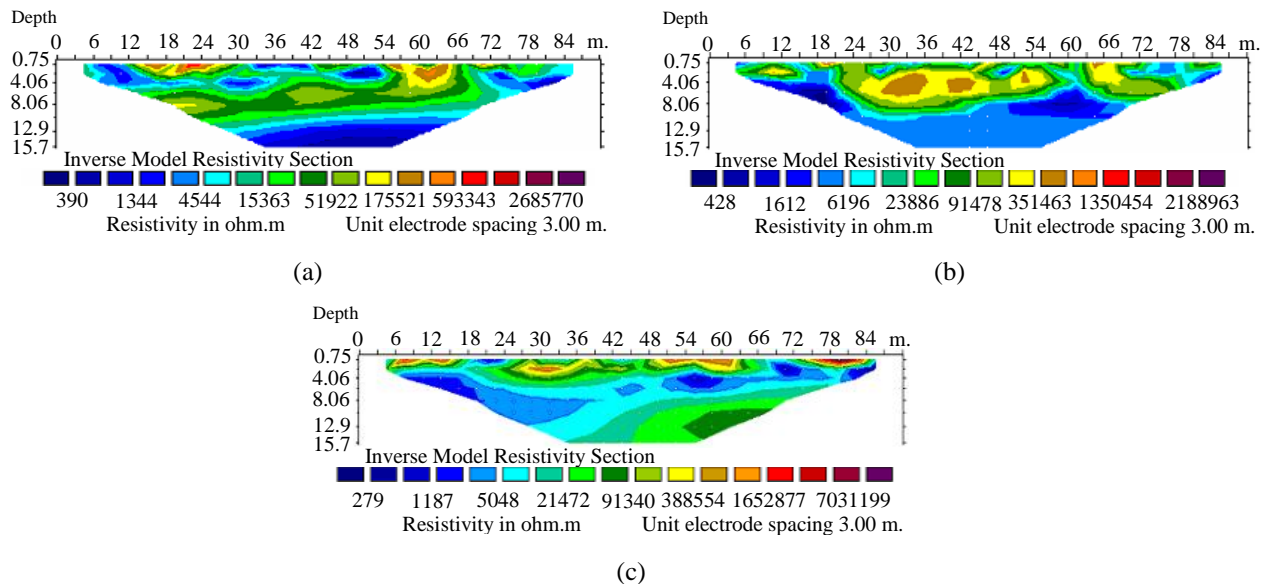 Depth
0 6 12 18 24 30 36 42 48 54 60 66 72 78 84 m.
0.75
4.06
8.06
12.9
15.7
Inverse Model Resistivity Section
390 1344 4544 15363 51922 1755521 593343 2685770
Resistivity in ohm.m Unit electrode spacing 3.00 m.
(a)
Depth
0 6 12 18 24 30 36 42 48 54 60 66 72 78 84 m.
0.75
4.06
8.06
12.9
15.7
Inverse Model Resistivity Section
428 1612 6196 23886 91478 351463 1350454 2188963
Resistivity in ohm.m Unit electrode spacing 3.00 m.
(b)
Depth
0 6 12 18 24 30 36 42 48 54 60 66 72 78 84 m.
0.75
4.06
8.06
12.9
15.7
Inverse Model Resistivity Section
279 1187 5048 21472 91340 388554 1652877 7031199
Resistivity in ohm.m Unit electrode spacing 3.00 m.
(c)